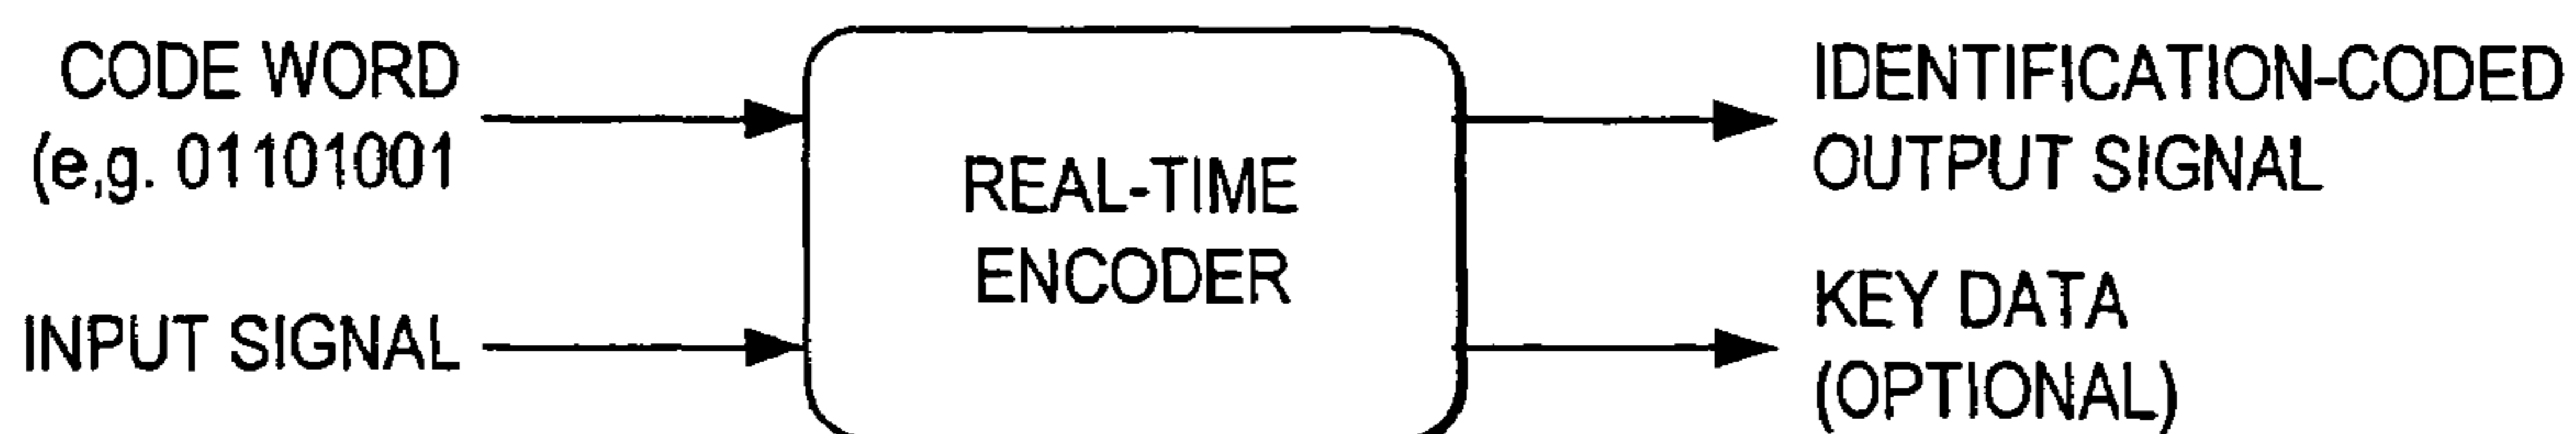 CODE WORD
(e,g. 01101001
INPUT SIGNAL
REAL-TIME
ENCODER
IDENTIFICATION-CODED
OUTPUT SIGNAL
KEY DATA
(OPTIONAL)